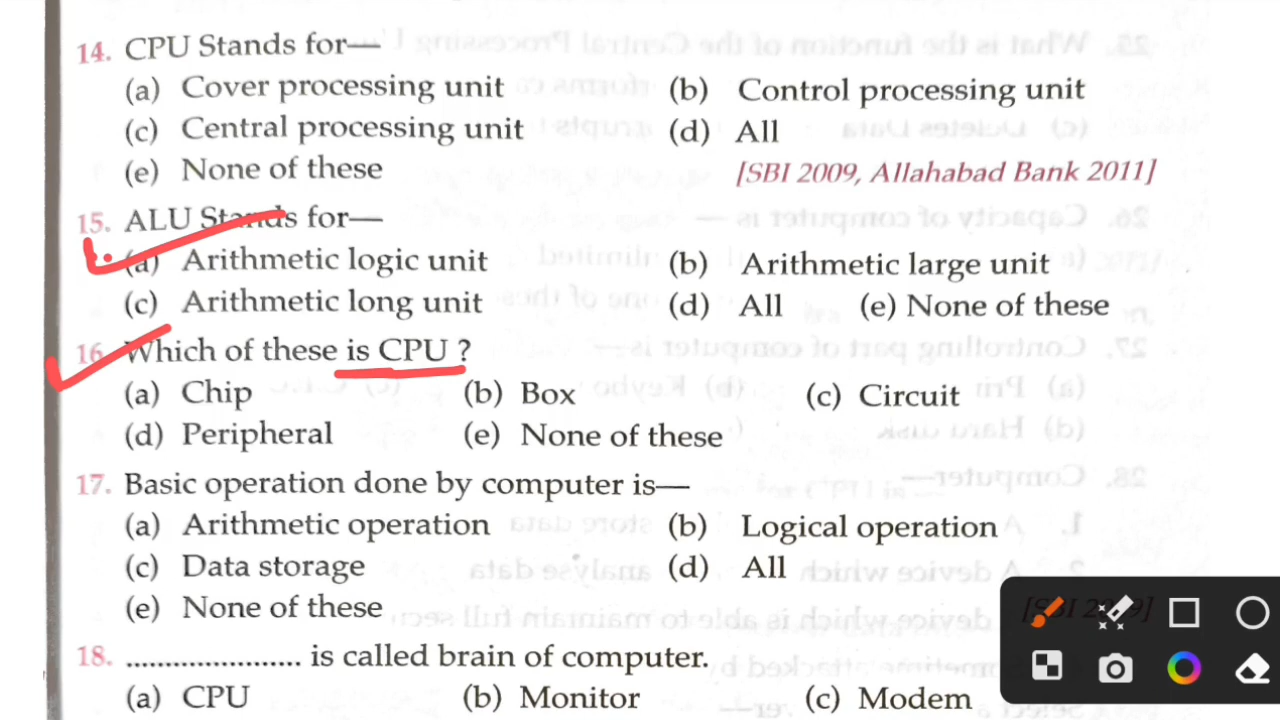 14. CPU Stands for—
(a) Cover processing unit (b) Control processing unit
(c) Central processing unit (d) All
(e) None of these [SBI 2009, Allahabad Bank 2011]
15. ALU Stands for—
(a) Arithmetic logic unit (b) Arithmetic large unit
(c) Arithmetic long unit (d) All (e) None of these
16. Which of these is CPU ?
(a) Chip (b) Box (c) Circuit
(d) Peripheral (e) None of these
17. Basic operation done by computer is—
(a) Arithmetic operation (b) Logical operation
(c) Data storage (d) All
(e) None of these [SBI 2009]
18. ...................... is called brain of computer.
(a) CPU (b) Monitor (c) Modem